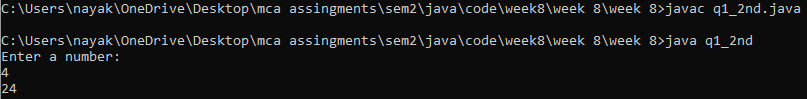 C:\Users\nayak\OneDrive\Desktop\mca assingments\sem2\java\code\week8\week 8\week 8>javac q1_2nd.java
C:\Users\nayak\OneDrive\Desktop\mca assingments\sem2\java\code\week8\week 8\week 8>java q1_2nd
Enter a number:
4
24